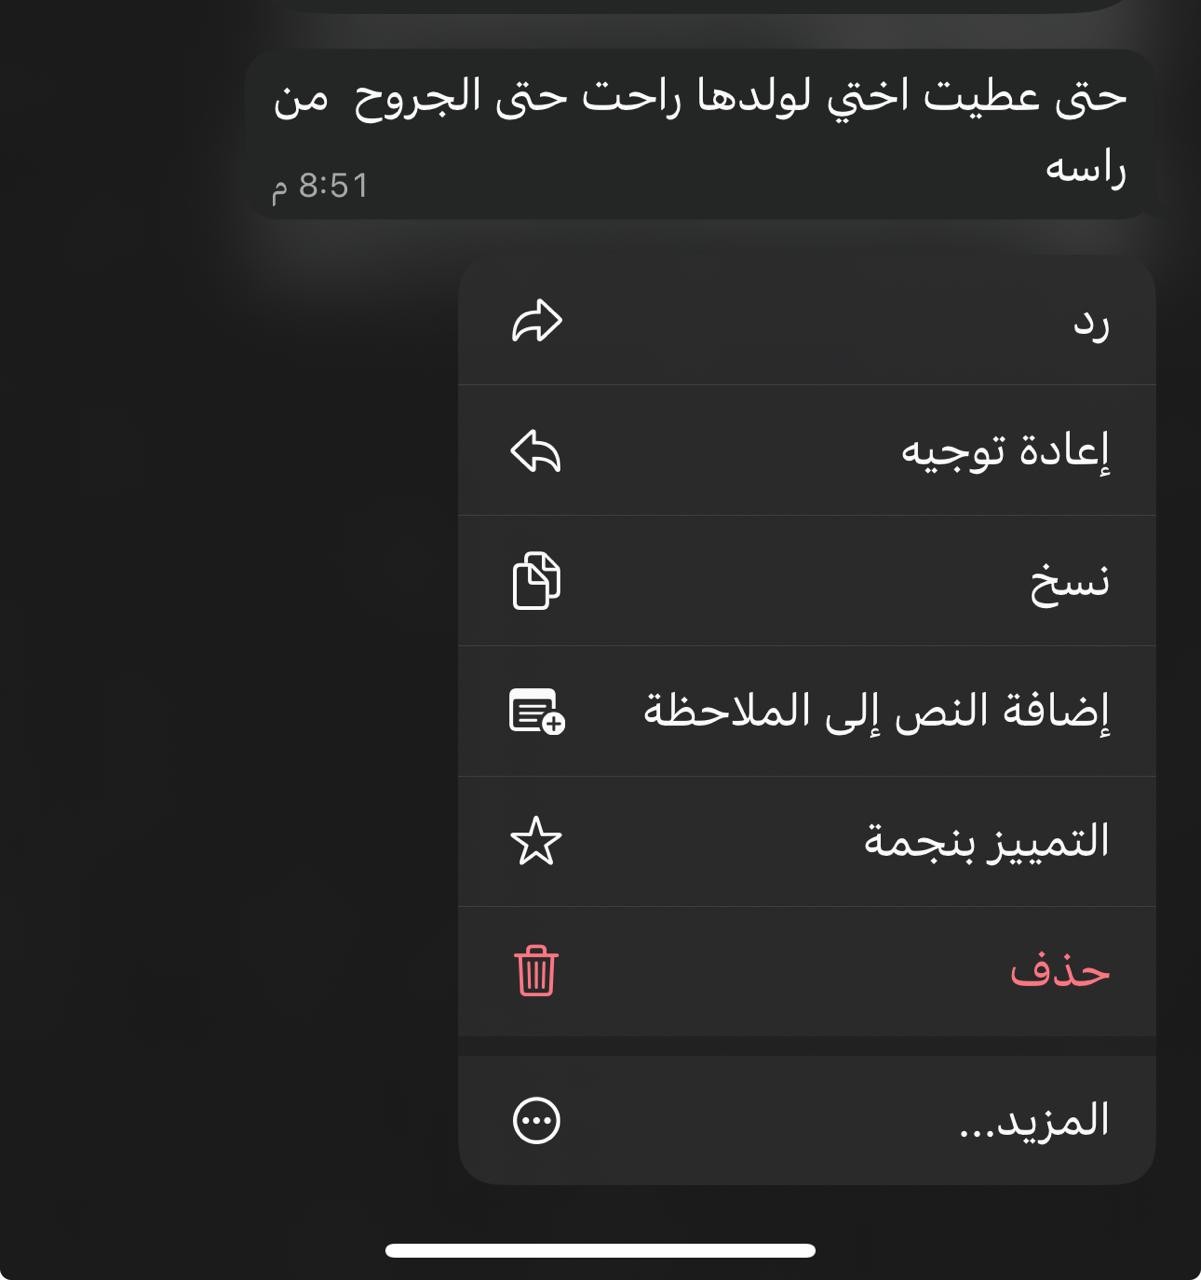 حتى عطيت اختي لولدها راحت حتى الجروح  من
راسه
8:51 م
رد
إعادة توجيه
نسخ
إضافة النص إلى الملاحظة
التمييز بنجمة
حذف
المزيد...